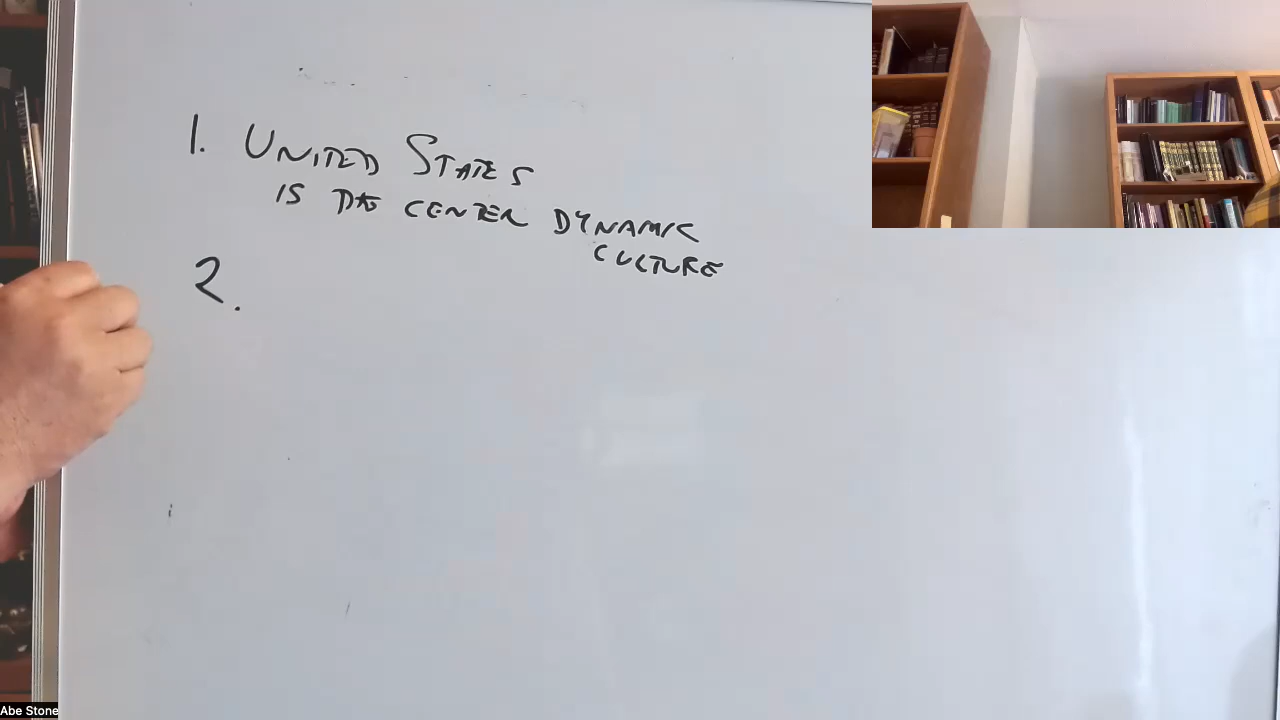 1. UNITED STATES
IS THE CENTER DYNAMIC
CULTURE
2.
Abe Stone